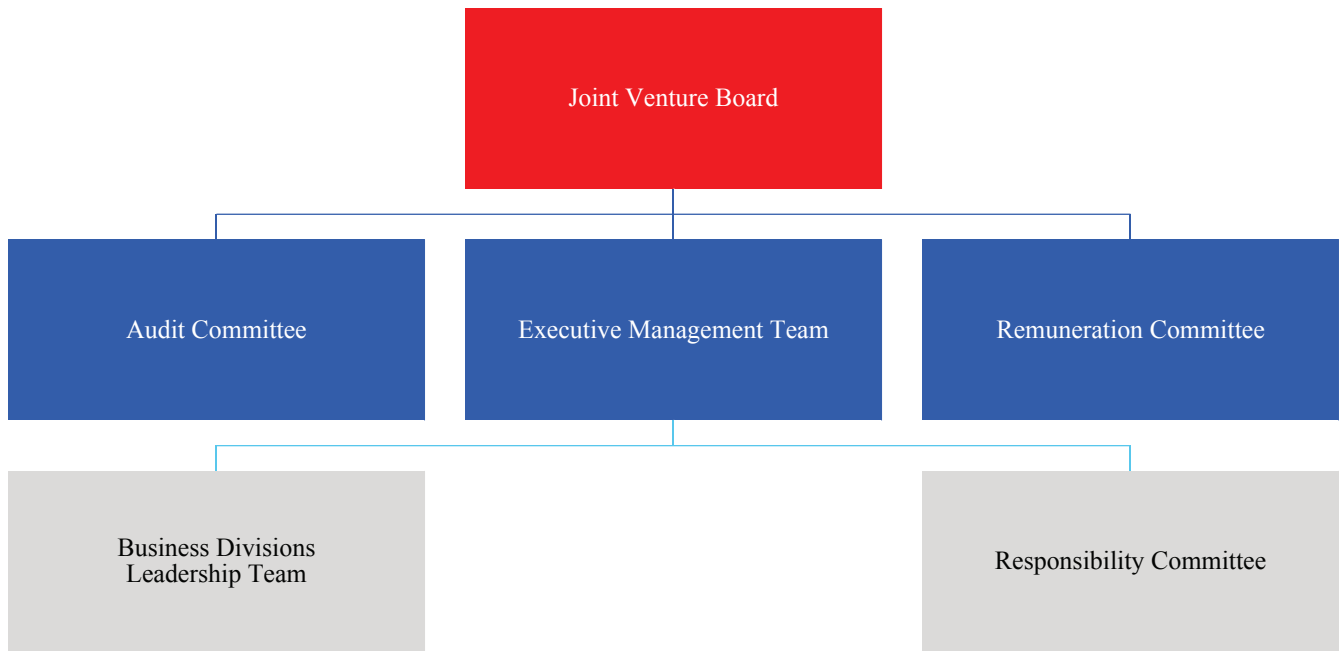 Joint Venture Board
Audit Committee
Executive Management Team
Remuneration Committee
Business Divisions
Leadership Team
Responsibility Committee